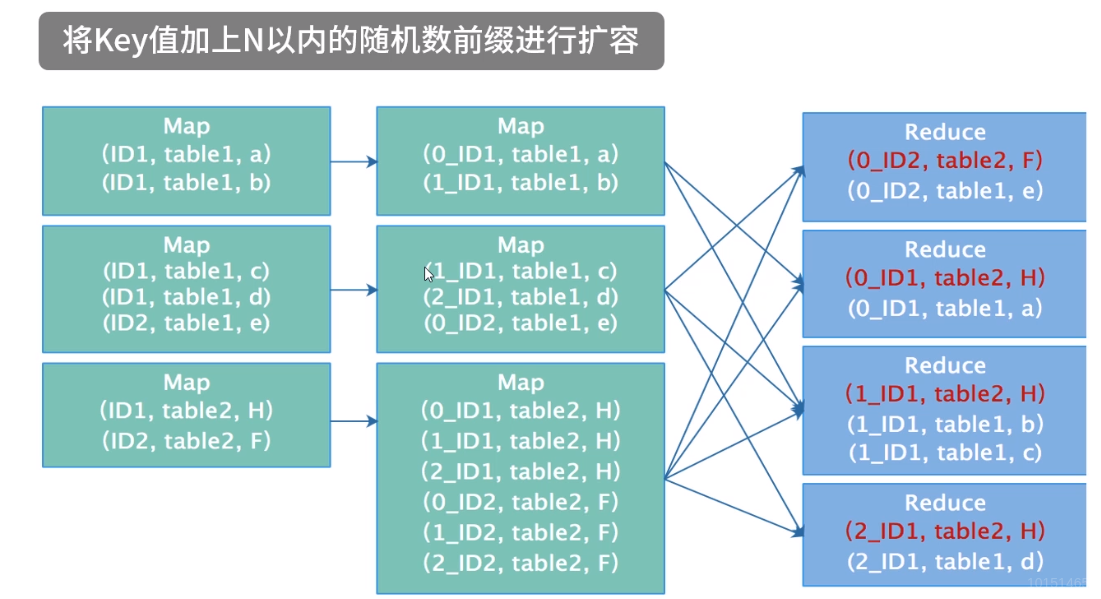 将Key值加上N以内的随机数前缀进行扩容
Map
(ID1, table1, a)
(ID1, table1, b)
Map
(ID1, table1, c)
(ID1, table1, d)
(ID2, table1, e)
Map
(ID1, table2, H)
(ID2, table2, F)
Map
(0_ID1, table1, a)
(1_ID1, table1, b)
Map
(1_ID1, table1, c)
(2_ID1, table1, d)
(0_ID2, table1, e)
Map
(0_ID1, table2, H)
(1_ID1, table2, H)
(2_ID1, table2, H)
(0_ID2, table2, F)
(1_ID2, table2, F)
(2_ID2, table2, F)
Reduce
(0_ID2, table2, F)
(0_ID2, table1, e)
Reduce
(0_ID1, table2, H)
(0_ID1, table1, a)
Reduce
(1_ID1, table2, H)
(1_ID1, table1, b)
(1_ID1, table1, c)
Reduce
(2_ID1, table2, H)
(2_ID1, table1, d)